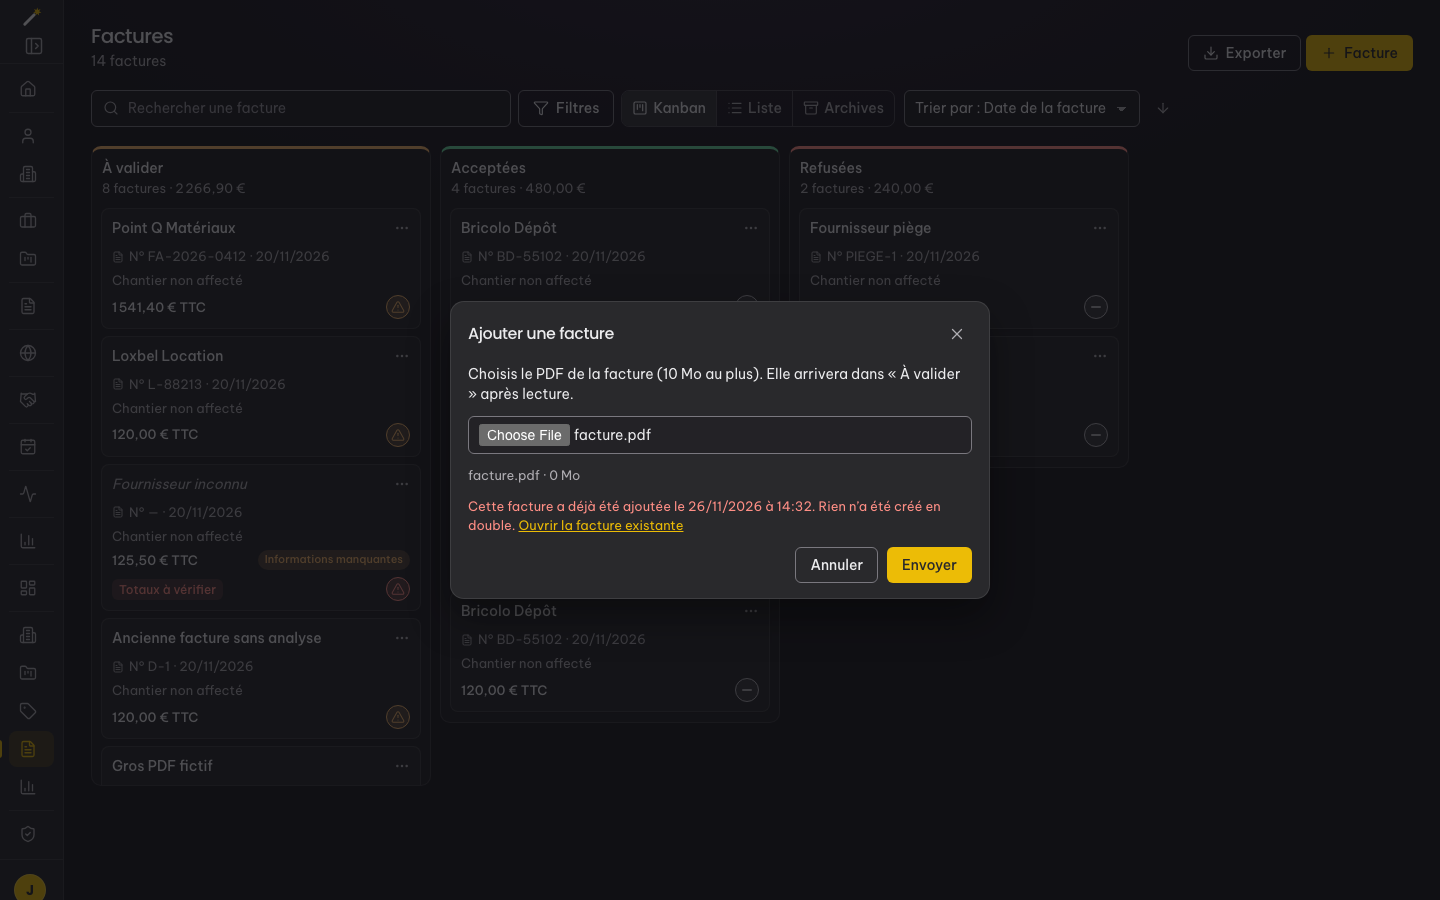 Factures
14 factures
Exporter
Facture
Rechercher une facture
Filtres
Kanban
Liste
Archives
Trier par : Date de la facture
À valider
8 factures · 2 266,90 €
Point Q Matériaux
N° FA-2026-0412 · 20/11/2026
Chantier non affecté
1 541,40 € TTC
Loxbel Location
N° L-88213 · 20/11/2026
Chantier non affecté
120,00 € TTC
Fournisseur inconnu
N° — · 20/11/2026
Chantier non affecté
125,50 € TTC
Informations manquantes
Totaux à vérifier
Ancienne facture sans analyse
N° D-1 · 20/11/2026
Chantier non affecté
120,00 € TTC
Gros PDF fictif
Acceptées
4 factures · 480,00 €
Bricolo Dépôt
N° BD-55102 · 20/11/2026
Chantier non affecté
Bricolo Dépôt
N° BD-55102 · 20/11/2026
Chantier non affecté
120,00 € TTC
Refusées
2 factures · 240,00 €
Fournisseur piège
N° PIEGE-1 · 20/11/2026
Chantier non affecté
Ajouter une facture
Choisis le PDF de la facture (10 Mo au plus). Elle arrivera dans « À valider
» après lecture.
Choose File facture.pdf
facture.pdf · 0 Mo
Cette facture a déjà été ajoutée le 26/11/2026 à 14:32. Rien n’a été créé en
double. Ouvrir la facture existante
Annuler
Envoyer
J